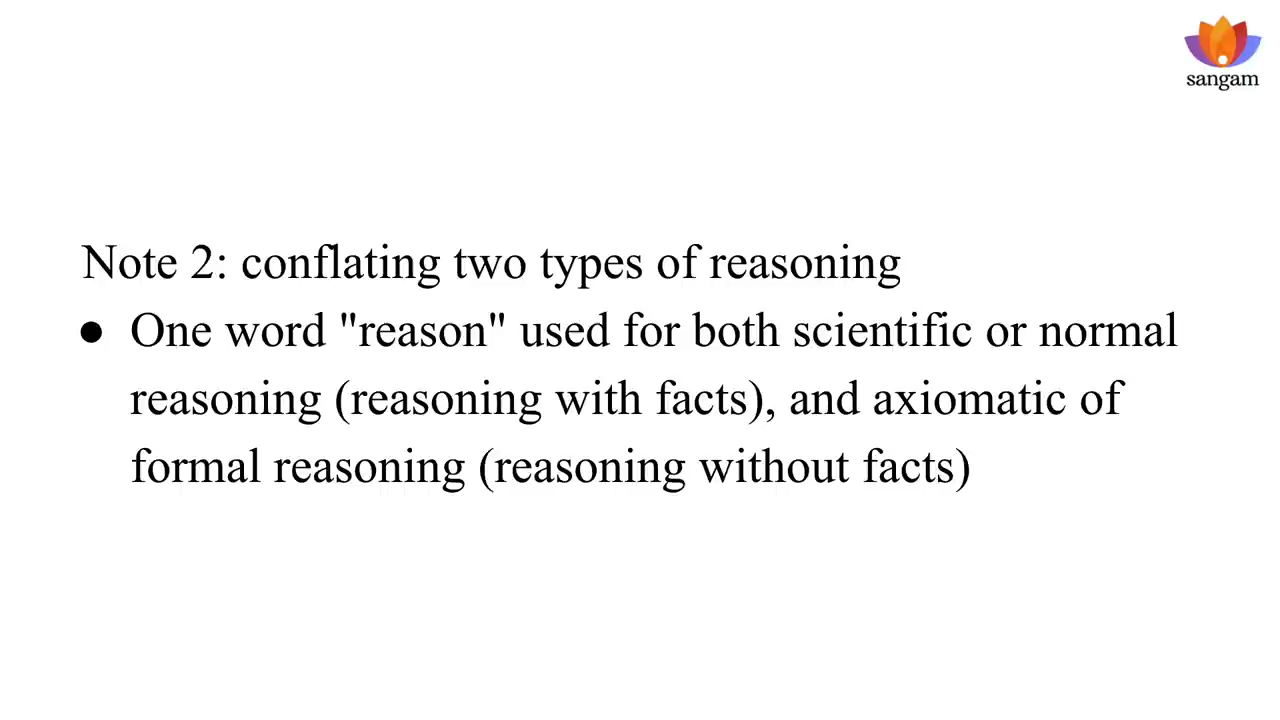 sangam
Note 2: conflating two types of reasoning
● One word "reason" used for both scientific or normal
reasoning (reasoning with facts), and axiomatic of
formal reasoning (reasoning without facts)